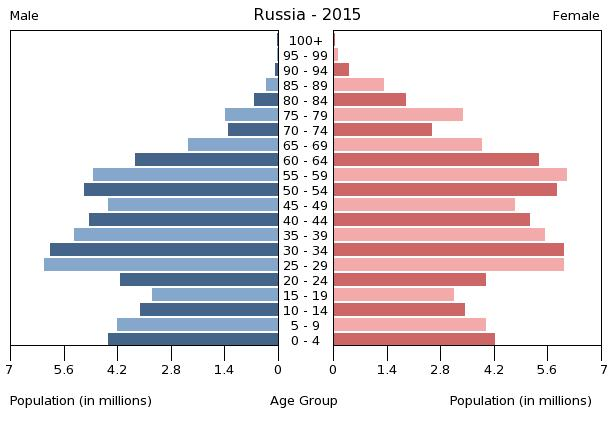 Male Russia - 2015 Female
100+
95 - 99
90 - 94
85 - 89
80 - 84
75 - 79
70 - 74
65 - 69
60 - 64
55 - 59
50 - 54
45 - 49
40 - 44
35 - 39
30 - 34
25 - 29
20 - 24
15 - 19
10 - 14
5 - 9
0 - 4
7 5.6 4.2 2.8 1.4 0 0 1.4 2.8 4.2 5.6 7
Population (in millions) Age Group Population (in millions)